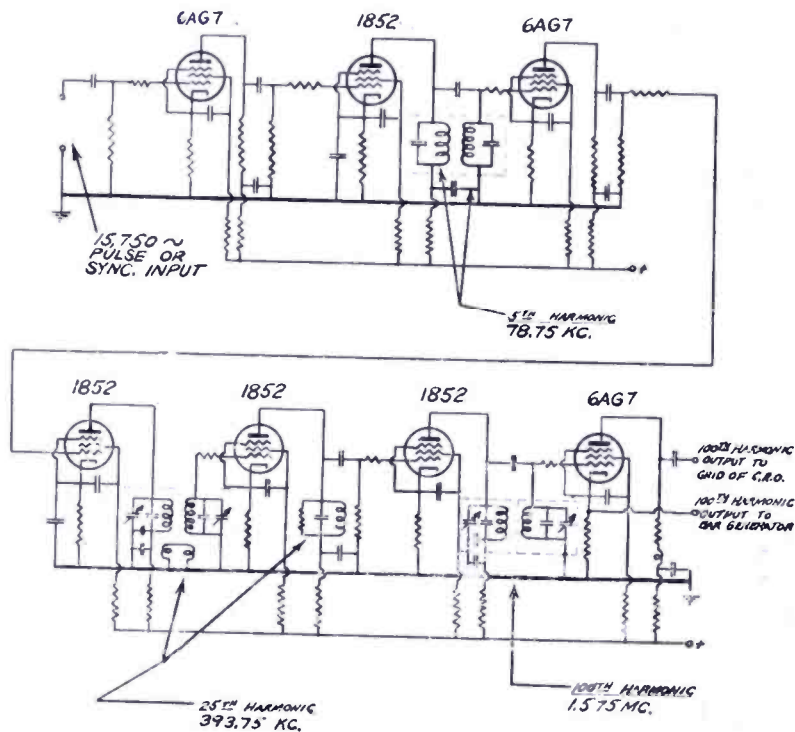 6AG7
1852
6AG7
15,750 ~
PULSE OR
SYNC. INPUT
+
5TH HARMONIC
78.75 KC.
1852
1852
1852
6AG7
100TH HARMONIC
OUTPUT TO
GRID OF C.R.O.
100TH HARMONIC
OUTPUT TO
BAR GENERATOR
+
25TH HARMONIC
393.75 KC.
100TH HARMONIC
1.575 MC.